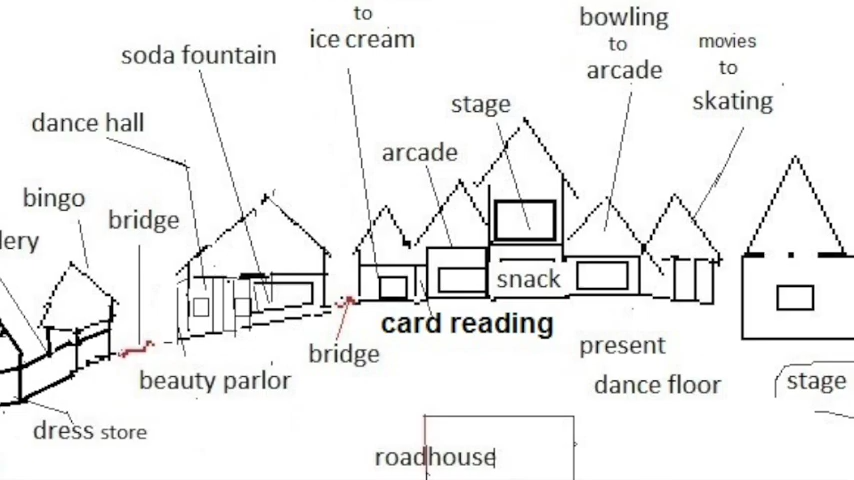 to
ice cream
bowling
to
arcade
movies
to
skating
soda fountain
stage
dance hall
arcade
bingo
bridge
lery
snack
card reading
bridge
present
dance floor
beauty parlor
stage
dress store
roadhouse